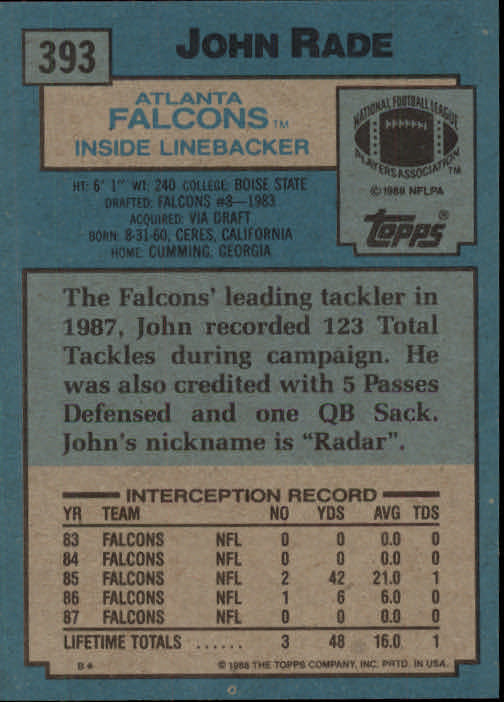 393
JOHN RADE
ATLANTA
FALCONS™
INSIDE LINEBACKER
NATIONAL FOOTBALL LEAGUE
PLAYERS ASSOCIATION™
©1988 NFLPA
Topps®
HT: 6' 1" WT: 240 COLLEGE: BOISE STATE
DRAFTED: FALCONS #8—1983
ACQUIRED: VIA DRAFT
BORN: 8-31-60, CERES, CALIFORNIA
HOME: CUMMING, GEORGIA
The Falcons' leading tackler in
1987, John recorded 123 Total
Tackles during campaign. He
was also credited with 5 Passes
Defensed and one QB Sack.
John's nickname is "Radar".
INTERCEPTION RECORD
YR TEAM NO YDS AVG TDS
83 FALCONS NFL 0 0 0.0 0
84 FALCONS NFL 0 0 0.0 0
85 FALCONS NFL 2 42 21.0 1
86 FALCONS NFL 1 6 6.0 0
87 FALCONS NFL 0 0 0.0 0
LIFETIME TOTALS ...... 3 48 16.0 1
B* ©1988 THE TOPPS COMPANY, INC. PRTD. IN USA.